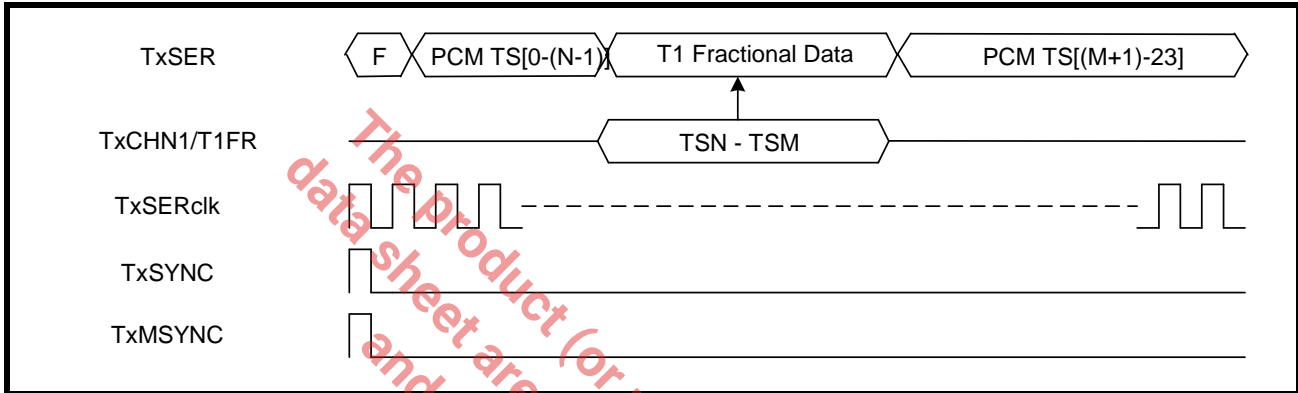 TxSER
F
PCM TS[0-(N-1)]
T1 Fractional Data
PCM TS[(M+1)-23]
TxCHN1/T1FR
TSN - TSM
TxSERclk
TxSYNC
TxMSYNC
The product (or
data sheet are
and